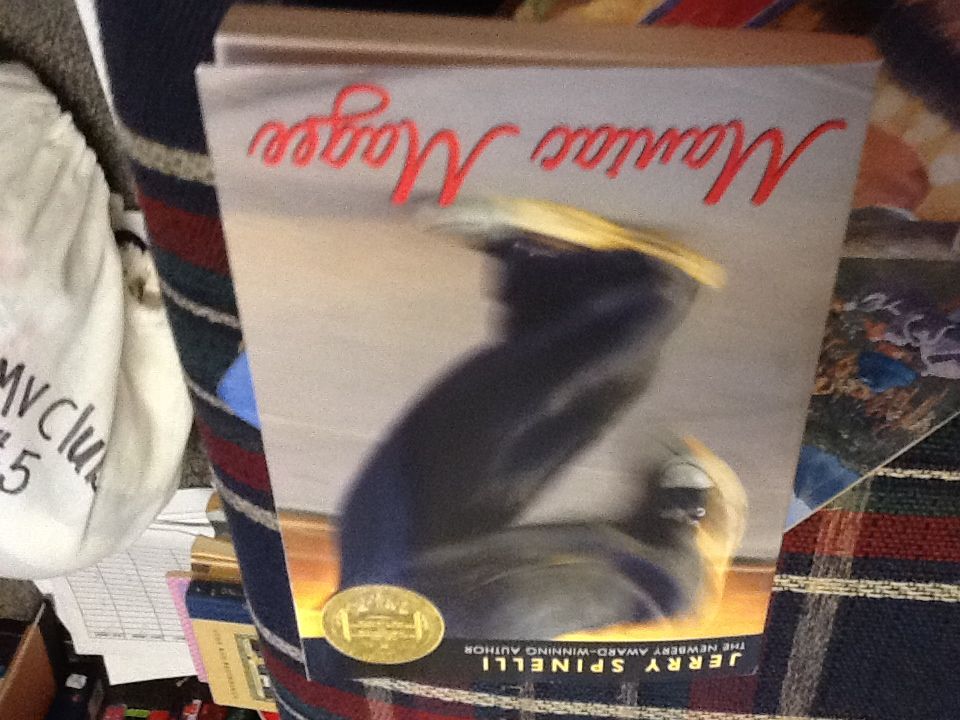 Maniac Magee
JERRY SPINELLI
THE NEWBERY AWARD-WINNING AUTHOR
MV Club
# 5